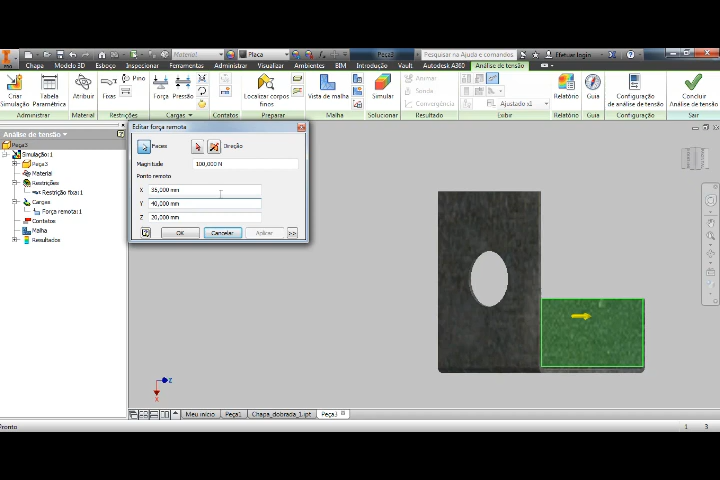 Material
Placa
Peça3
Pesquisar na Ajuda e comandos.
Efetuar login
PRO
Chapa
Modelo 3D
Inspecionar
Ferramentas
Administrar
Visualizar
Ambientes
BIM
Introdução
Vault
Autodesk A360
Análise de tensão
Criar Simulação
Tabela Paramétrica
Atribuir
Fixas
Pino
Força
Pressão
Localizar corpos finos
Vista de malha
Simular
Animar
Sonda
Convergência
Ajustado x1
Relatório
Guia
Configuração de análise de tensão
Concluir Análise de tensão
Administrar
Material
Restrições
Cargas
Contatos
Preparar
Malha
Solucionar
Resultado
Exibir
Relatório
Guia
Configuração
Sair
Análise de tensão
Peça3
Simulação:1
Peça3
Material
Restrições
Restrição fixa:1
Cargas
Força remota:1
Contatos
Malha
Resultados
Editar força remota
Faces
Direção
Magnitude
100,000 N
Ponto remoto
X
35,000 mm
Y
40,000 mm
Z
20,000 mm
OK
Cancelar
Aplicar
>>
Z
X
Meu início
Peça1
Chapa_dobrada_1.ipt
Peça3
Pronto
1
3